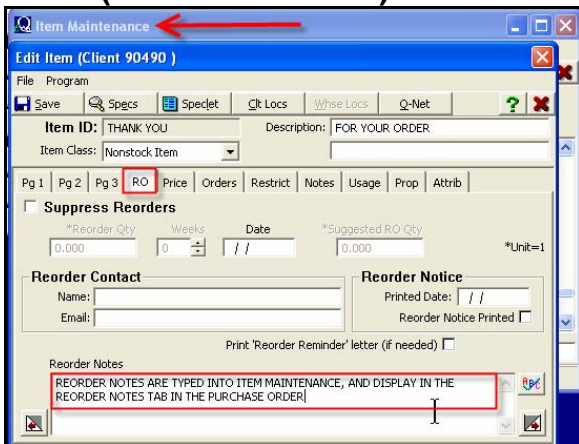 Item Maintenance
Edit Item (Client 90490 )
File Program
Save Specs Speclet Clt Locs Whse Locs Q-Net ?
Item ID: THANK YOU Description: FOR YOUR ORDER
Item Class: Nonstock Item
Pg 1 Pg 2 Pg 3 RO Price Orders Restrict Notes Usage Prop Attrib
Suppress Reorders
*Reorder Qty Weeks Date *Suggested RO Qty
0.000 0 / / 0.000 *Unit=1
Reorder Contact Reorder Notice
Name: Printed Date: / /
Email: Reorder Notice Printed
Print 'Reorder Reminder' letter (if needed)
Reorder Notes
REORDER NOTES ARE TYPED INTO ITEM MAINTENANCE, AND DISPLAY IN THE
REORDER NOTES TAB IN THE PURCHASE ORDER